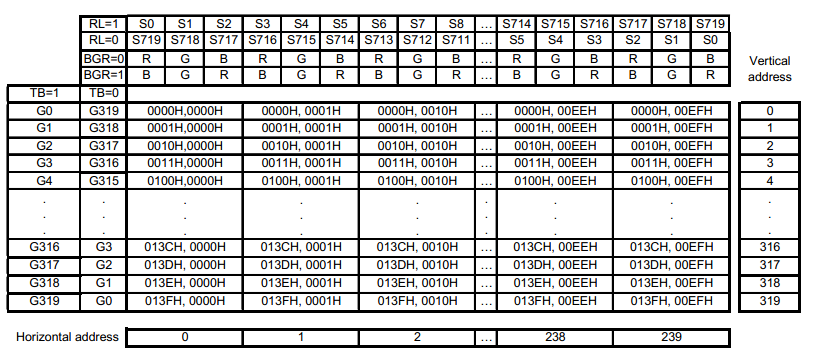 RL=1 S0 S1 S2 S3 S4 S5 S6 S7 S8 ... S714 S715 S716 S717 S718 S719
RL=0 S719 S718 S717 S716 S715 S714 S713 S712 S711 ... S5 S4 S3 S2 S1 S0
BGR=0 R G B R G B R G B ... R G B R G B
BGR=1 B G R B G R B G R ... B G R B G R
Vertical address
TB=1 TB=0
G0 G319 0000H,0000H 0000H, 0001H 0000H, 0010H ... 0000H, 00EEH 0000H, 00EFH 0
G1 G318 0001H,0000H 0001H, 0001H 0001H, 0010H ... 0001H, 00EEH 0001H, 00EFH 1
G2 G317 0010H,0000H 0010H, 0001H 0010H, 0010H ... 0010H, 00EEH 0010H, 00EFH 2
G3 G316 0011H,0000H 0011H, 0001H 0011H, 0010H ... 0011H, 00EEH 0011H, 00EFH 3
G4 G315 0100H,0000H 0100H, 0001H 0100H, 0010H ... 0100H, 00EEH 0100H, 00EFH 4
. . . . . . . . .
. . . . . . . . .
. . . . . . . . .
G316 G3 013CH, 0000H 013CH, 0001H 013CH, 0010H ... 013CH, 00EEH 013CH, 00EFH 316
G317 G2 013DH, 0000H 013DH, 0001H 013DH, 0010H ... 013DH, 00EEH 013DH, 00EFH 317
G318 G1 013EH, 0000H 013EH, 0001H 013EH, 0010H ... 013EH, 00EEH 013EH, 00EFH 318
G319 G0 013FH, 0000H 013FH, 0001H 013FH, 0010H ... 013FH, 00EEH 013FH, 00EFH 319
Horizontal address 0 1 2 ... 238 239